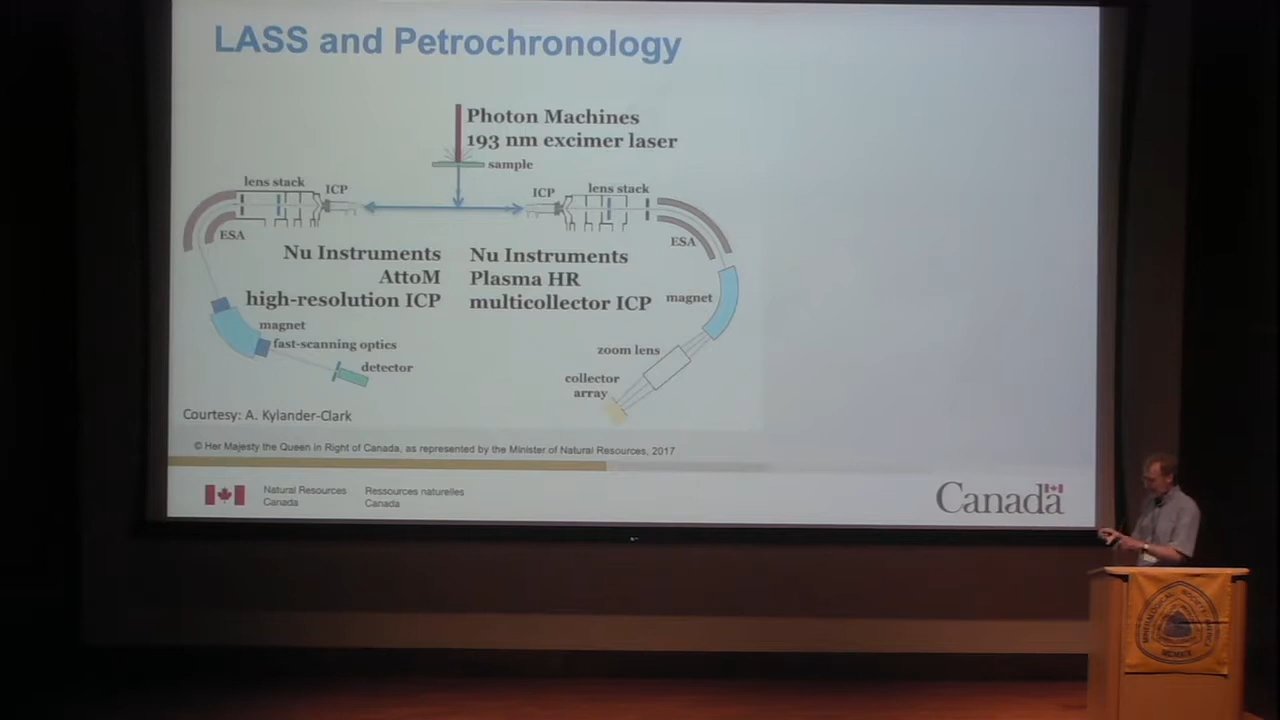 LASS and Petrochronology
Photon Machines
193 nm excimer laser
sample
lens stack
ICP
ICP
lens stack
ESA
ESA
Nu Instruments
AttoM
high-resolution ICP
Nu Instruments
Plasma HR
multicollector ICP
magnet
magnet
fast-scanning optics
detector
zoom lens
collector
array
Courtesy: A. Kylander-Clark
© Her Majesty the Queen in Right of Canada, as represented by the Minister of Natural Resources, 2017
Natural Resources
Canada
Ressources naturelles
Canada
Canada
MINERALOGICAL SOCIETY
MCMXIX